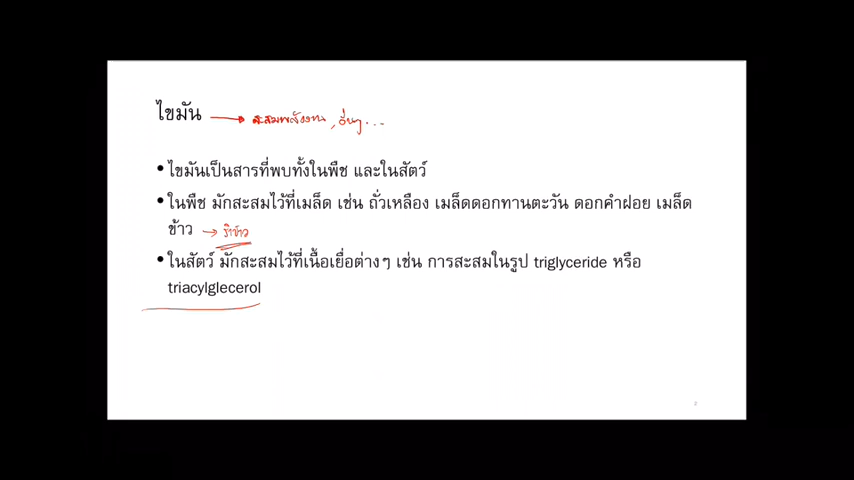 ไขมัน → สะสมพลังงาน, อื่นๆ...
• ไขมันเป็นสารที่พบทั้งในพืช และในสัตว์
• ในพืช มักสะสมไว้ที่เมล็ด เช่น ถั่วเหลือง เมล็ดดอกทานตะวัน ดอกคำฝอย เมล็ด
ข้าว → รำข้าว
• ในสัตว์ มักสะสมไว้ที่เนื้อเยื่อต่างๆ เช่น การสะสมในรูป triglyceride หรือ
triacylglecerol
2